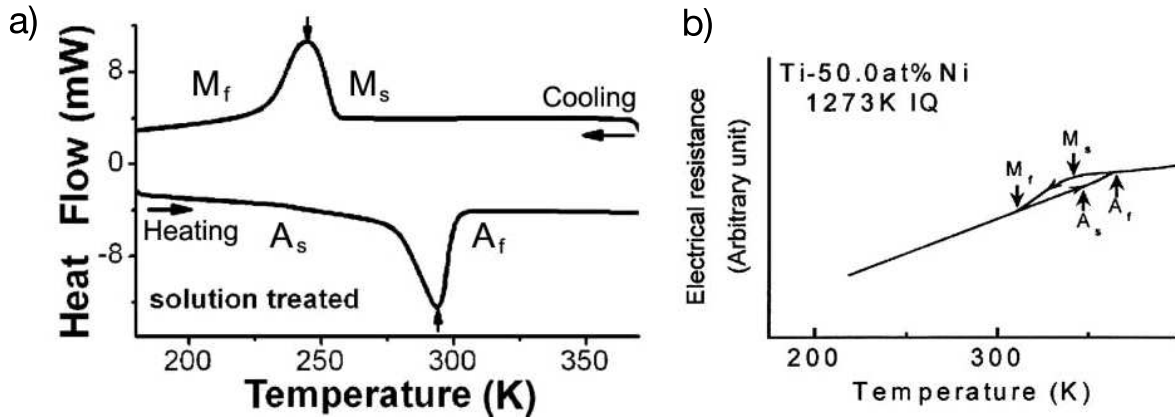 a)
Heat Flow (mW)
8
0
-8
M_f
M_s
Cooling
Heating
A_s
A_f
solution treated
200
250
300
350
Temperature (K)
b)
Electrical resistance
(Arbitrary unit)
Ti-50.0at% Ni
1273K IQ
M_s
M_f
A_s
A_f
200
300
Temperature (K)